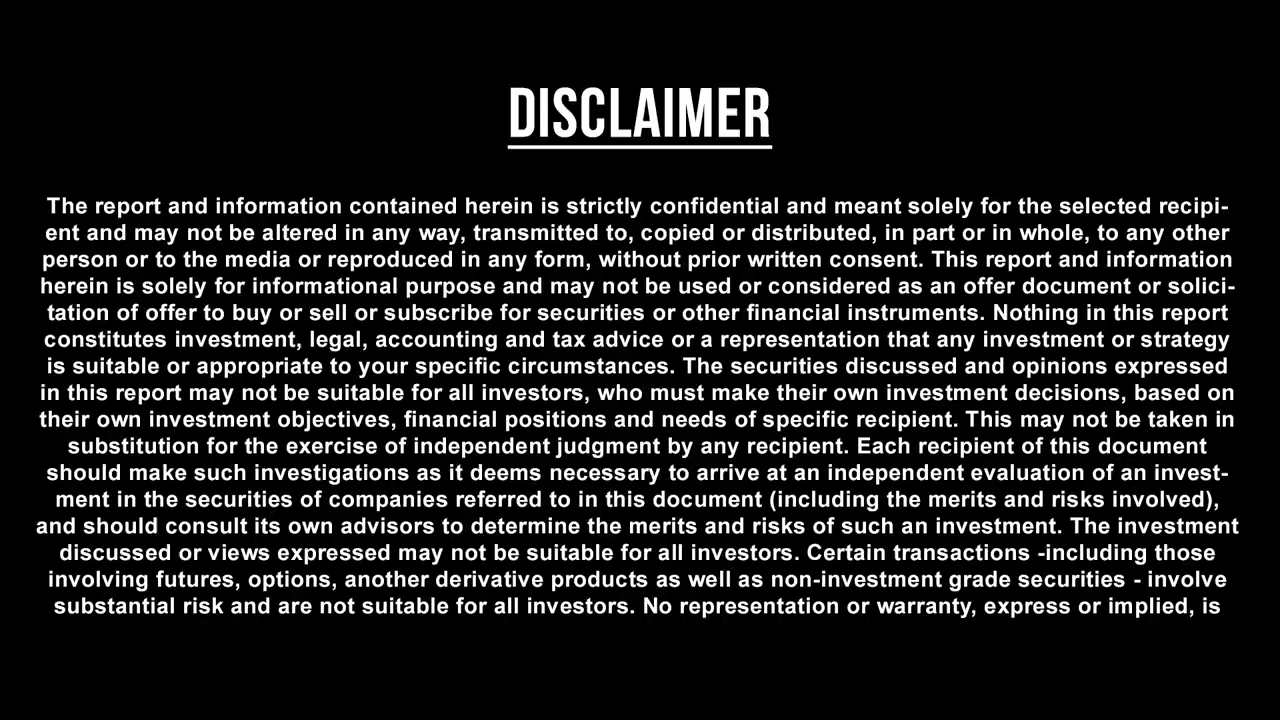 DISCLAIMER
The report and information contained herein is strictly confidential and meant solely for the selected recipi-
ent and may not be altered in any way, transmitted to, copied or distributed, in part or in whole, to any other
person or to the media or reproduced in any form, without prior written consent. This report and information
herein is solely for informational purpose and may not be used or considered as an offer document or solici-
tation of offer to buy or sell or subscribe for securities or other financial instruments. Nothing in this report
constitutes investment, legal, accounting and tax advice or a representation that any investment or strategy
is suitable or appropriate to your specific circumstances. The securities discussed and opinions expressed
in this report may not be suitable for all investors, who must make their own investment decisions, based on
their own investment objectives, financial positions and needs of specific recipient. This may not be taken in
substitution for the exercise of independent judgment by any recipient. Each recipient of this document
should make such investigations as it deems necessary to arrive at an independent evaluation of an invest-
ment in the securities of companies referred to in this document (including the merits and risks involved),
and should consult its own advisors to determine the merits and risks of such an investment. The investment
discussed or views expressed may not be suitable for all investors. Certain transactions -including those
involving futures, options, another derivative products as well as non-investment grade securities - involve
substantial risk and are not suitable for all investors. No representation or warranty, express or implied, is